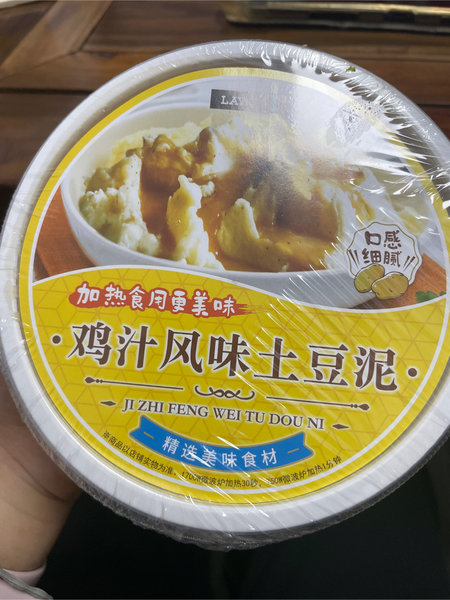 口感
细腻
加热食用更美味
·鸡汁风味土豆泥·
JI ZHI FENG WEI TU DOU NI
精选美味食材